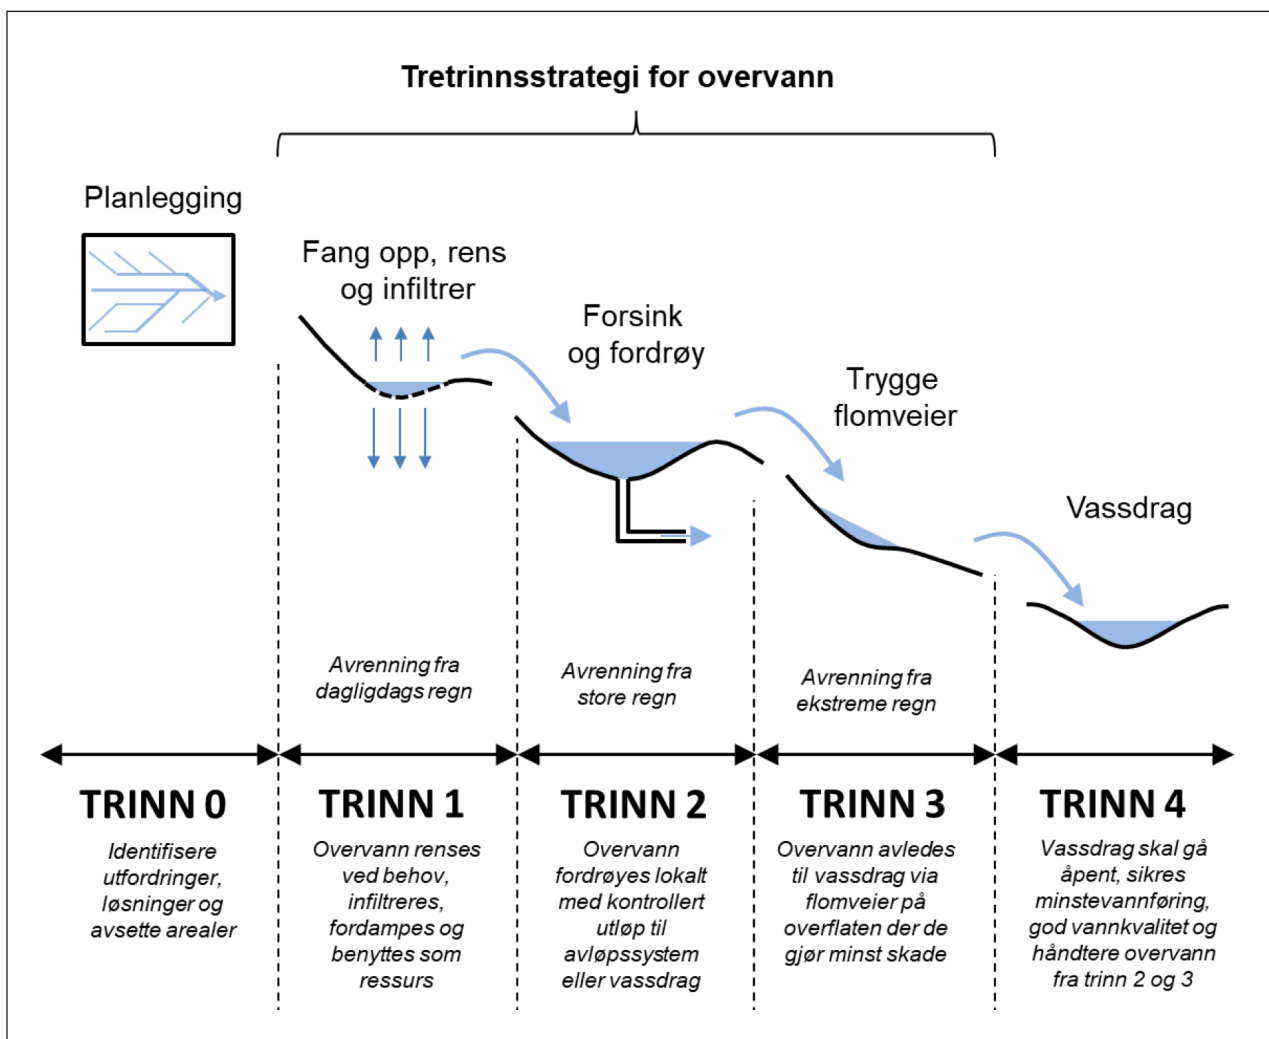 Tretrinnsstrategi for overvann
Planlegging
Fang opp, rens
og infiltrer
Forsink
og fordrøy
Trygge
flomveier
Vassdrag
Avrenning fra
dagligdags regn
Avrenning fra
store regn
Avrenning fra
ekstreme regn
TRINN 0
Identifisere
utfordringer,
løsninger og
avsette arealer
TRINN 1
Overvann renses
ved behov,
infiltreres,
fordampes og
benyttes som
ressurs
TRINN 2
Overvann
fordrøyes lokalt
med kontrollert
utløp til
avløpssystem
eller vassdrag
TRINN 3
Overvann avledes
til vassdrag via
flomveier på
overflaten der de
gjør minst skade
TRINN 4
Vassdrag skal gå
åpent, sikres
minstevannføring,
god vannkvalitet og
håndtere overvann
fra trinn 2 og 3